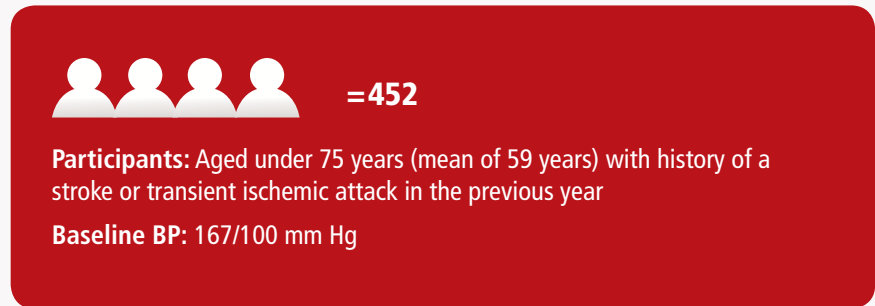 =452
Participants: Aged under 75 years (mean of 59 years) with history of a
stroke or transient ischemic attack in the previous year
Baseline BP: 167/100 mm Hg